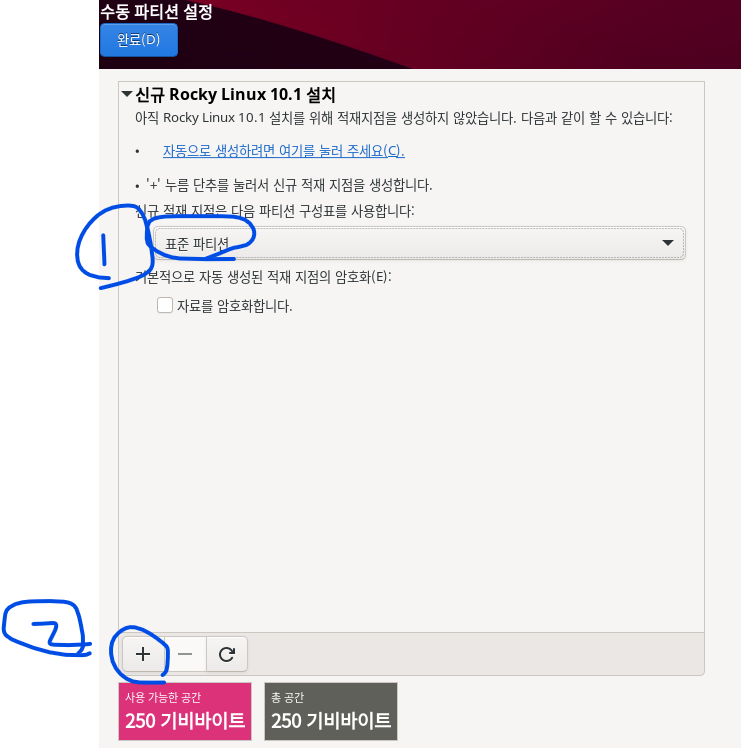 수동 파티션 설정
완료(D)
신규 Rocky Linux 10.1 설치
아직 Rocky Linux 10.1 설치를 위해 적재지점을 생성하지 않았습니다. 다음과 같이 할 수 있습니다:
• 자동으로 생성하려면 여기를 눌러 주세요(C).
• '+' 누름 단추를 눌러서 신규 적재 지점을 생성합니다.
신규 적재 지점은 다음 파티션 구성표를 사용합니다:
1
표준 파티션
기본적으로 자동 생성된 적재 지점의 암호화(E):
자료를 암호화합니다.
2
+ −
사용 가능한 공간
250 기비바이트
총 공간
250 기비바이트